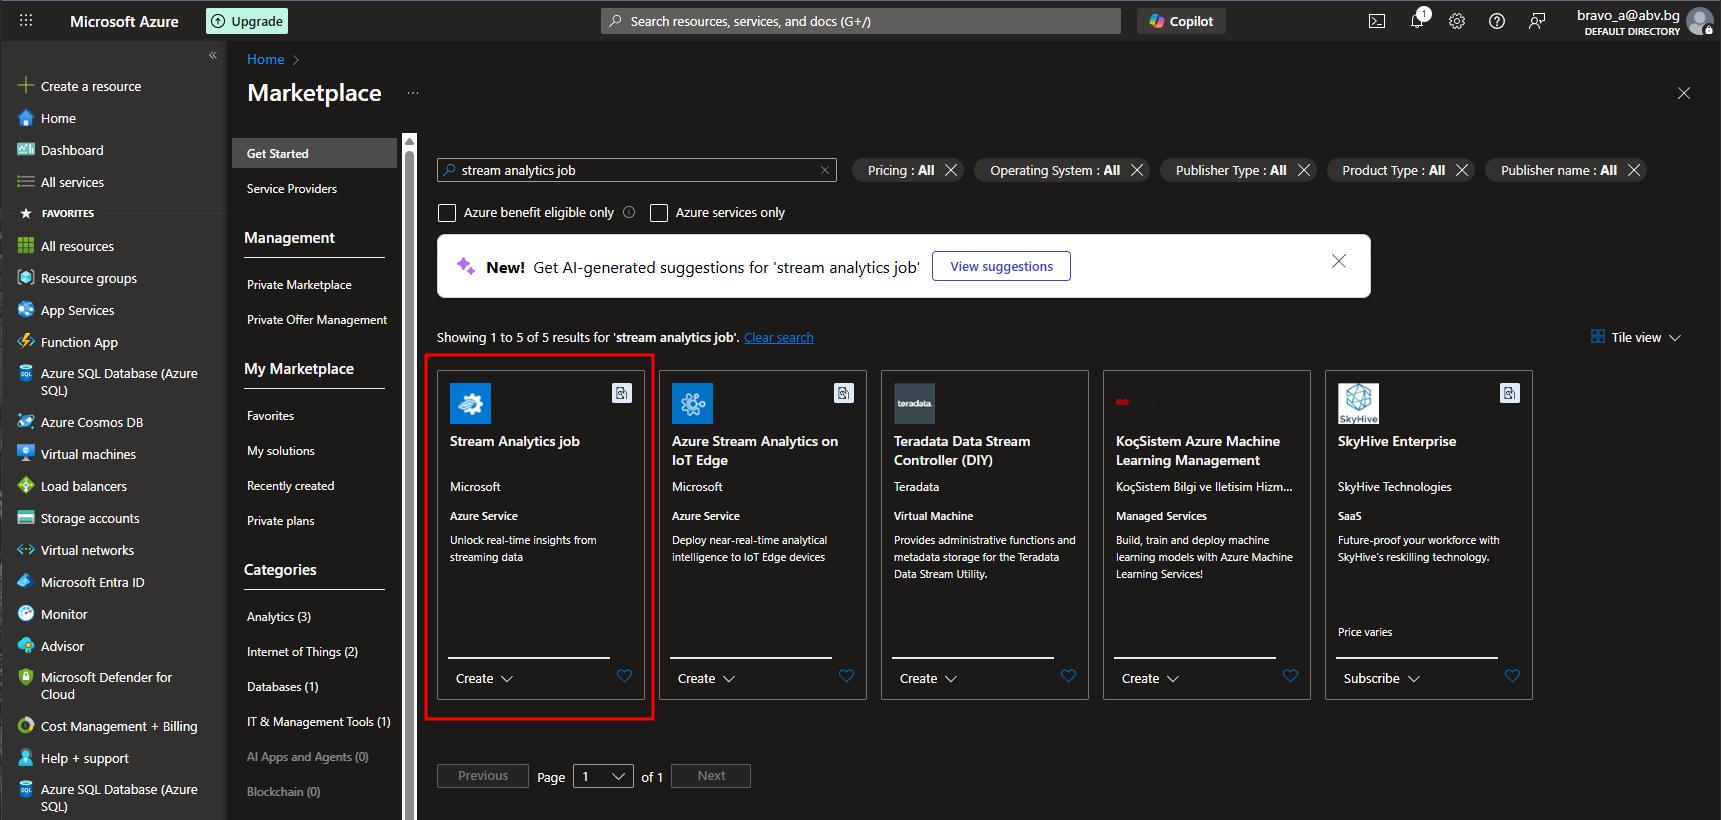 Microsoft Azure
Upgrade
Search resources, services, and docs (G+/)
Copilot
1
bravo_a@abv.bg
DEFAULT DIRECTORY
Create a resource
Home
Dashboard
All services
FAVORITES
All resources
Resource groups
App Services
Function App
Azure SQL Database (Azure
SQL)
Azure Cosmos DB
Virtual machines
Load balancers
Storage accounts
Virtual networks
Microsoft Entra ID
Monitor
Advisor
Microsoft Defender for
Cloud
Cost Management + Billing
Help + support
Azure SQL Database (Azure
SQL)
Home
Marketplace
Get Started
Service Providers
Management
Private Marketplace
Private Offer Management
My Marketplace
Favorites
My solutions
Recently created
Private plans
Categories
Analytics (3)
Internet of Things (2)
Databases (1)
IT & Management Tools (1)
AI Apps and Agents (0)
Blockchain (0)
stream analytics job
Pricing : All
Operating System : All
Publisher Type : All
Product Type : All
Publisher name : All
Azure benefit eligible only
Azure services only
New! Get AI-generated suggestions for 'stream analytics job'
View suggestions
Showing 1 to 5 of 5 results for 'stream analytics job'. Clear search
Tile view
Stream Analytics job
Microsoft
Azure Service
Unlock real-time insights from
streaming data
Create
Azure Stream Analytics on
IoT Edge
Microsoft
Azure Service
Deploy near-real-time analytical
intelligence to IoT Edge devices
Create
teradata.
Teradata Data Stream
Controller (DIY)
Teradata
Virtual Machine
Provides administrative functions and
metadata storage for the Teradata
Data Stream Utility.
Create
KoçSistem Azure Machine
Learning Management
KoçSistem Bilgi ve Iletisim Hizm...
Managed Services
Build, train and deploy machine
learning models with Azure Machine
Learning Services!
Create
SkyHive
SkyHive Enterprise
SkyHive Technologies
SaaS
Future-proof your workforce with
SkyHive's reskilling technology.
Price varies
Subscribe
Previous
Page
1
of 1
Next